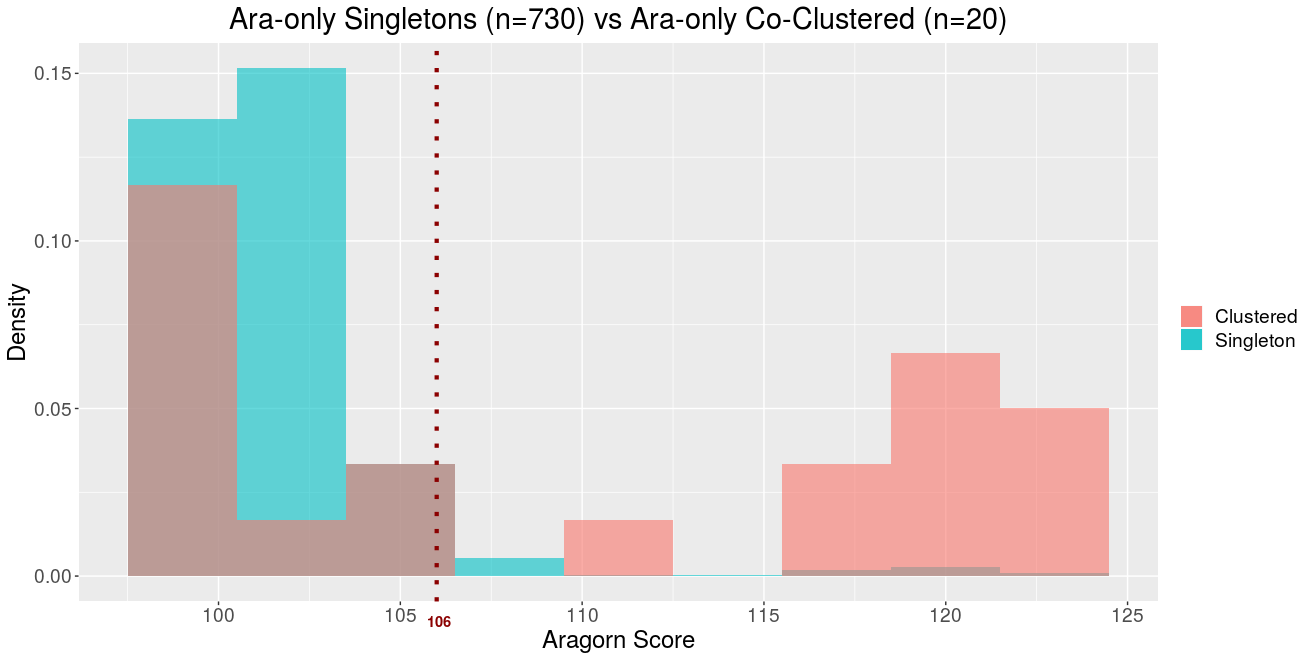 Ara-only Singletons (n=730) vs Ara-only Co-Clustered (n=20)
0.15
0.10
0.05
0.00
Density
100
105
110
115
120
125
106
Aragorn Score
Clustered
Singleton